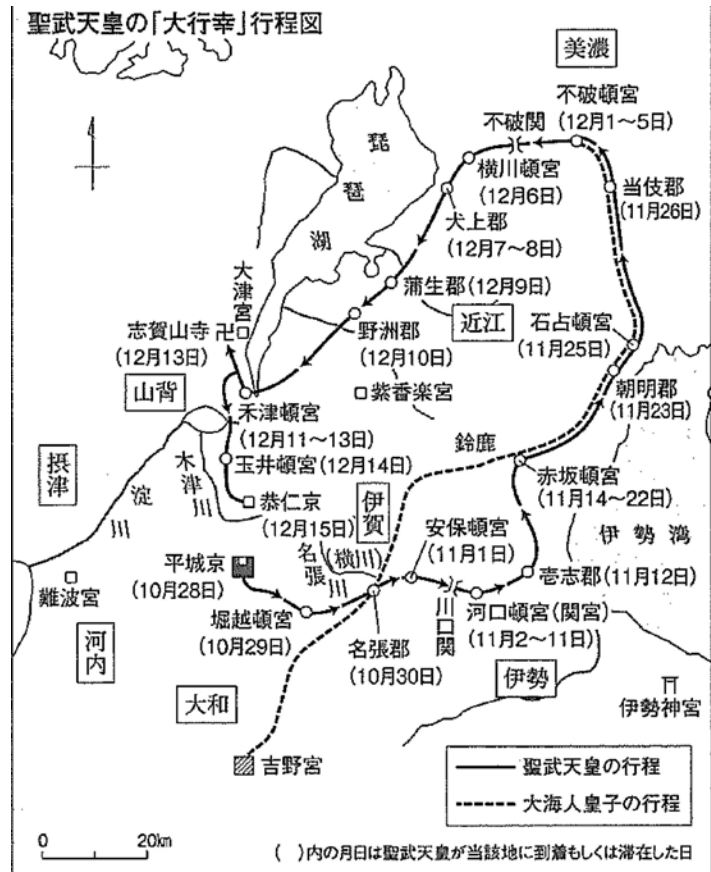 聖武天皇の「大行幸」行程図
美濃
不破頓宮
(12月1〜5日)
不破関
横川頓宮
(12月6日)
当伎郡
(11月26日)
犬上郡
(12月7〜8日)
琵琶湖
蒲生郡(12月9日)
近江
大津宮
志賀山寺
(12月13日)
野洲郡
(12月10日)
石占頓宮
(11月25日)
紫香楽宮
朝明郡
(11月23日)
山背
禾津頓宮
(12月11〜13日)
鈴鹿
赤坂頓宮
(11月14〜22日)
摂津
淀川
木津川
玉井頓宮(12月14日)
恭仁京
(12月15日)
伊賀
伊勢湾
平城京
(10月28日)
名張川
(横川)
安保頓宮
(11月1日)
壱志郡(11月12日)
難波宮
堀越頓宮
(10月29日)
川口関
河口頓宮(関宮)
(11月2〜11日)
河内
名張郡
(10月30日)
伊勢
大和
伊勢神宮
吉野宮
聖武天皇の行程
大海人皇子の行程
0 20km
( )内の月日は聖武天皇が当該地に到着もしくは滞在した日